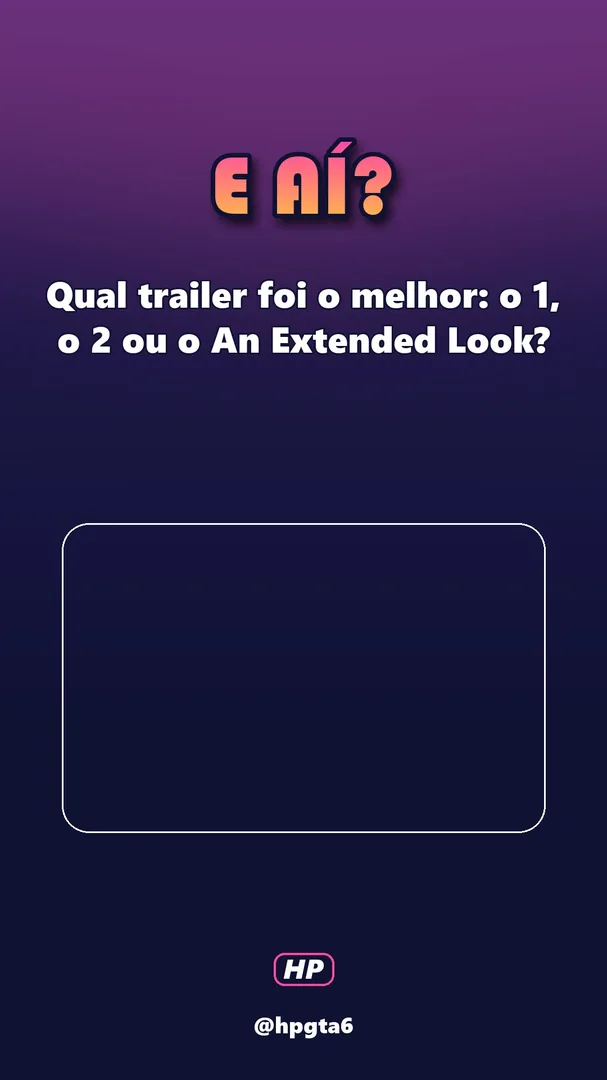 E AÍ?
Qual trailer foi o melhor: o 1,
o 2 ou o An Extended Look?
HP
@hpgta6